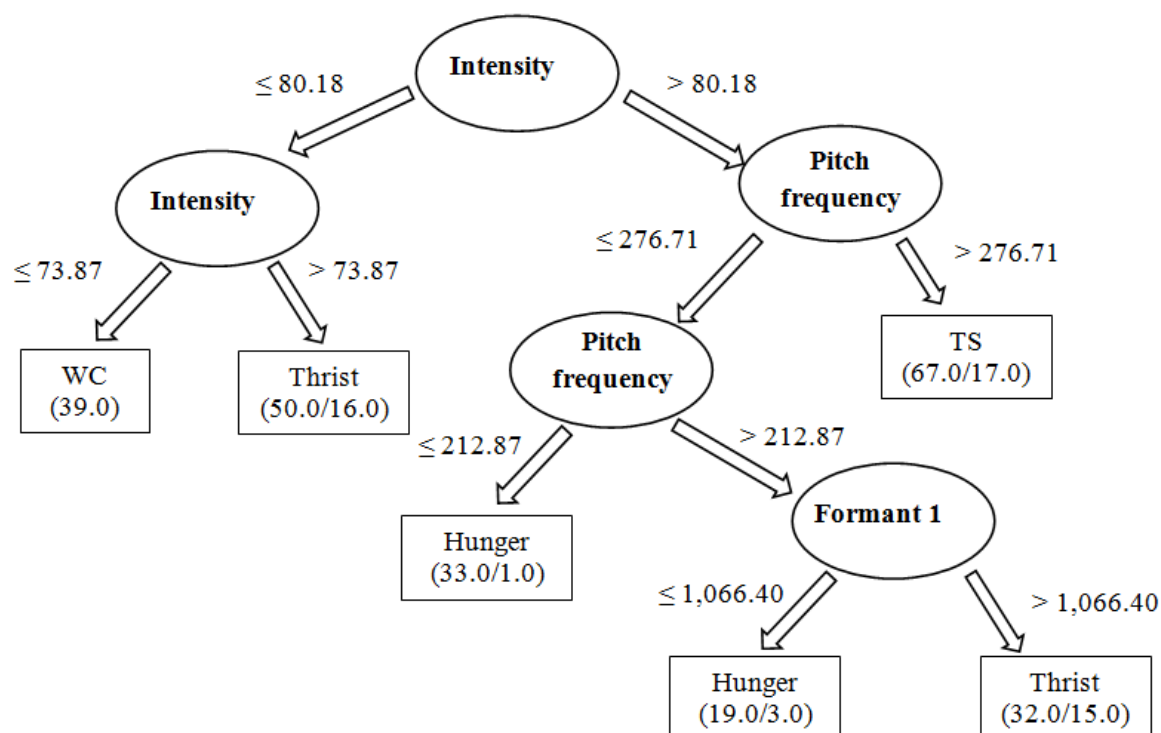 Intensity
≤ 80.18
> 80.18
Intensity
Pitch
frequency
≤ 73.87
> 73.87
≤ 276.71
> 276.71
WC
(39.0)
Thrist
(50.0/16.0)
Pitch
frequency
TS
(67.0/17.0)
≤ 212.87
> 212.87
Hunger
(33.0/1.0)
Formant 1
≤ 1,066.40
> 1,066.40
Hunger
(19.0/3.0)
Thrist
(32.0/15.0)